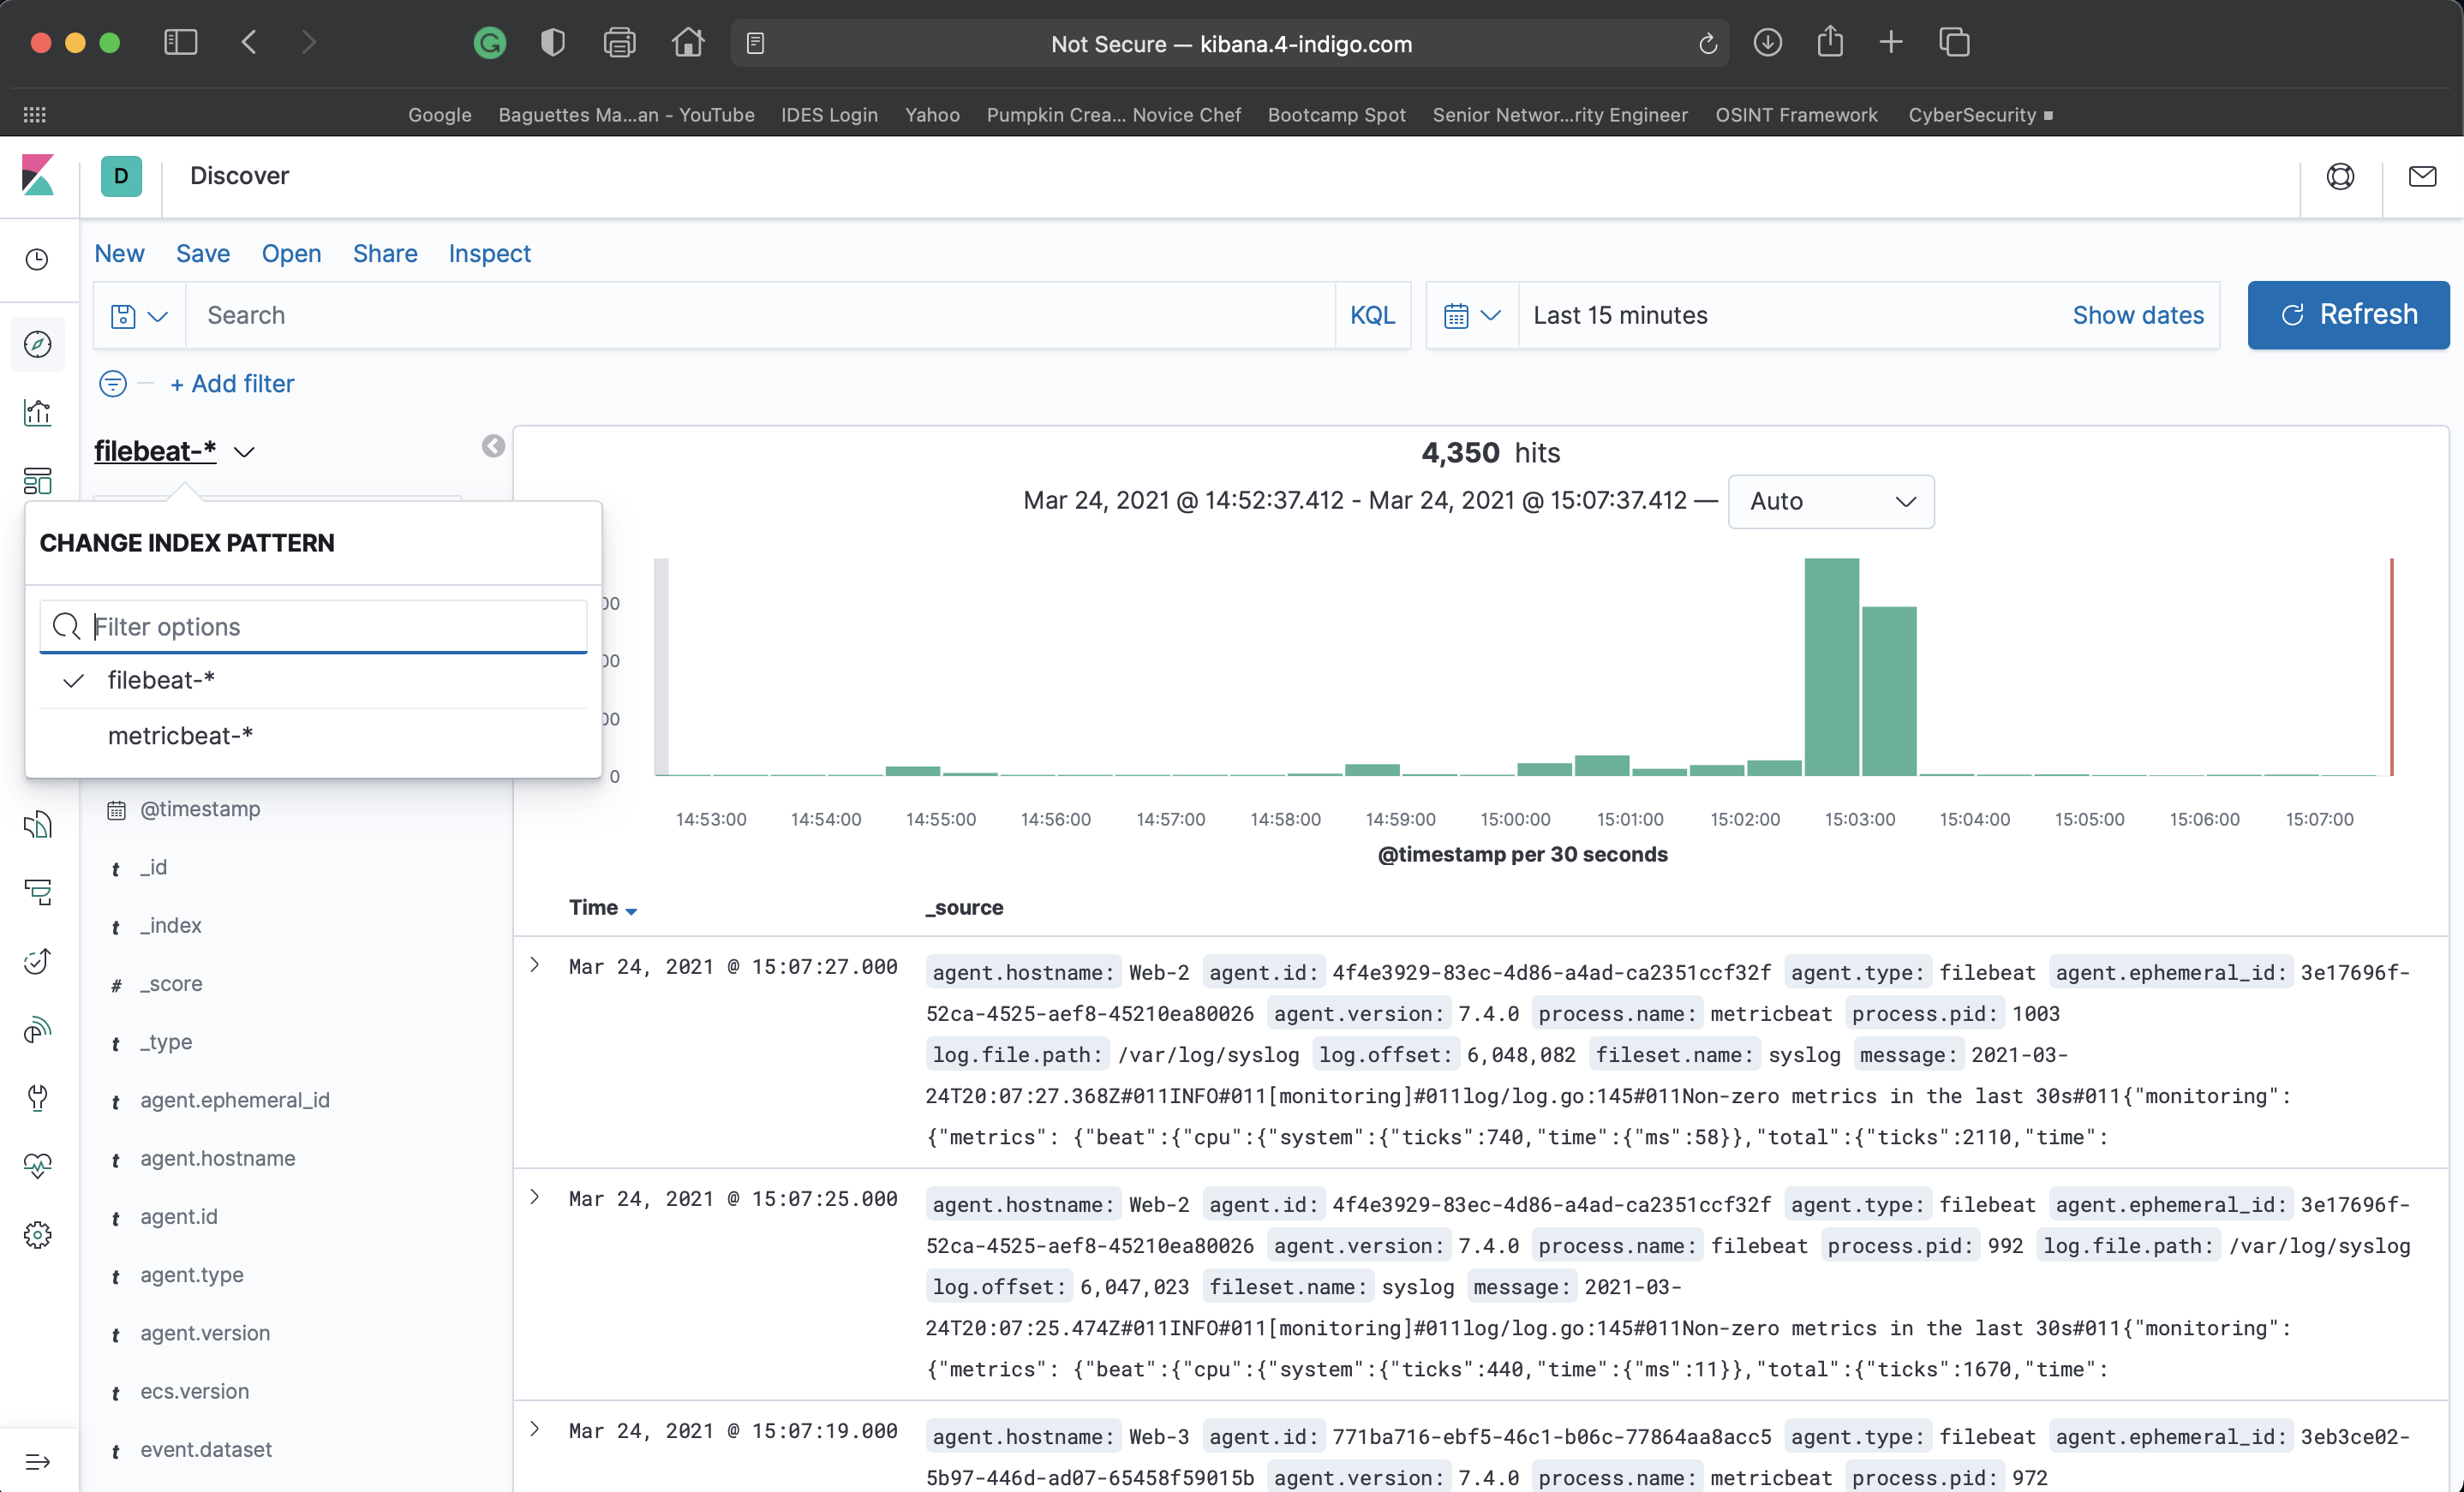 Not Secure — kibana.4-indigo.com
Google Baguettes Ma...an - YouTube IDES Login Yahoo Pumpkin Crea... Novice Chef Bootcamp Spot Senior Networ...rity Engineer OSINT Framework CyberSecurity
D Discover
New Save Open Share Inspect
Search KQL Last 15 minutes Show dates Refresh
+ Add filter
filebeat-*
4,350 hits
Mar 24, 2021 @ 14:52:37.412 - Mar 24, 2021 @ 15:07:37.412 — Auto
CHANGE INDEX PATTERN
Filter options
filebeat-*
metricbeat-*
00
00
00
0
14:53:00 14:54:00 14:55:00 14:56:00 14:57:00 14:58:00 14:59:00 15:00:00 15:01:00 15:02:00 15:03:00 15:04:00 15:05:00 15:06:00 15:07:00
@timestamp per 30 seconds
@timestamp
t _id
t _index
# _score
t _type
t agent.ephemeral_id
t agent.hostname
t agent.id
t agent.type
t agent.version
t ecs.version
t event.dataset
Time _source
Mar 24, 2021 @ 15:07:27.000 agent.hostname: Web-2 agent.id: 4f4e3929-83ec-4d86-a4ad-ca2351ccf32f agent.type: filebeat agent.ephemeral_id: 3e17696f-
52ca-4525-aef8-45210ea80026 agent.version: 7.4.0 process.name: metricbeat process.pid: 1003
log.file.path: /var/log/syslog log.offset: 6,048,082 fileset.name: syslog message: 2021-03-
24T20:07:27.368Z#011INFO#011[monitoring]#011log/log.go:145#011Non-zero metrics in the last 30s#011{"monitoring":
{"metrics": {"beat":{"cpu":{"system":{"ticks":740,"time":{"ms":58}},"total":{"ticks":2110,"time":
Mar 24, 2021 @ 15:07:25.000 agent.hostname: Web-2 agent.id: 4f4e3929-83ec-4d86-a4ad-ca2351ccf32f agent.type: filebeat agent.ephemeral_id: 3e17696f-
52ca-4525-aef8-45210ea80026 agent.version: 7.4.0 process.name: filebeat process.pid: 992 log.file.path: /var/log/syslog
log.offset: 6,047,023 fileset.name: syslog message: 2021-03-
24T20:07:25.474Z#011INFO#011[monitoring]#011log/log.go:145#011Non-zero metrics in the last 30s#011{"monitoring":
{"metrics": {"beat":{"cpu":{"system":{"ticks":440,"time":{"ms":11}},"total":{"ticks":1670,"time":
Mar 24, 2021 @ 15:07:19.000 agent.hostname: Web-3 agent.id: 771ba716-ebf5-46c1-b06c-77864aa8acc5 agent.type: filebeat agent.ephemeral_id: 3eb3ce02-
5b97-446d-ad07-65458f59015b agent.version: 7.4.0 process.name: metricbeat process.pid: 972